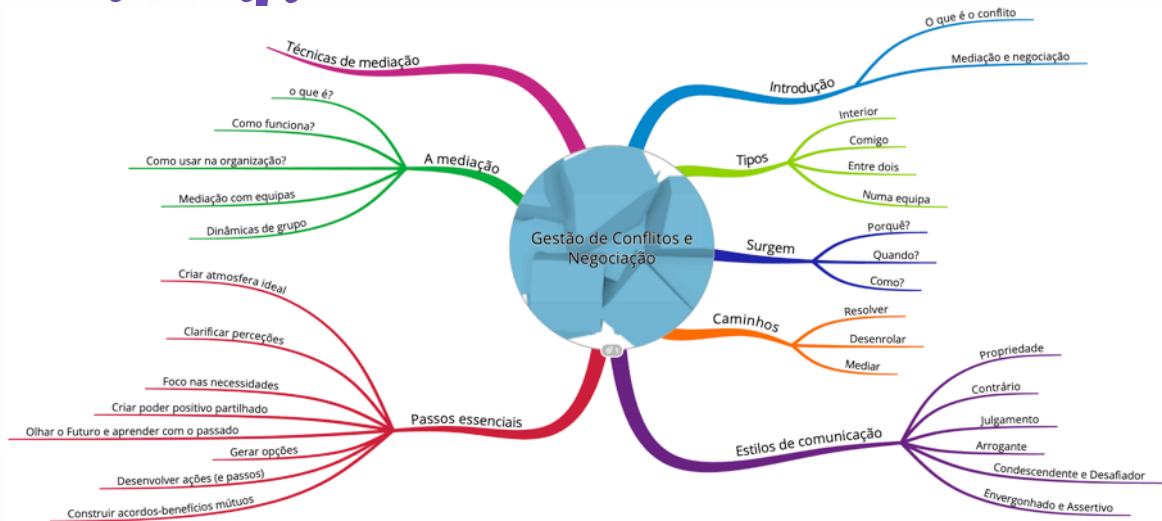 Gestão de Conflitos e
Negociação
Introdução
O que é o conflito
Mediação e negociação
Tipos
Interior
Comigo
Entre dois
Numa equipa
Surgem
Porquê?
Quando?
Como?
Caminhos
Resolver
Desenrolar
Mediar
Estilos de comunicação
Propriedade
Contrário
Julgamento
Arrogante
Condescendente e Desafiador
Envergonhado e Assertivo
Passos essenciais
Criar atmosfera ideal
Clarificar perceções
Foco nas necessidades
Criar poder positivo partilhado
Olhar o Futuro e aprender com o passado
Gerar opções
Desenvolver ações (e passos)
Construir acordos-benefícios mútuos
A mediação
o que é?
Como funciona?
Como usar na organização?
Mediação com equipas
Dinâmicas de grupo
Técnicas de mediação